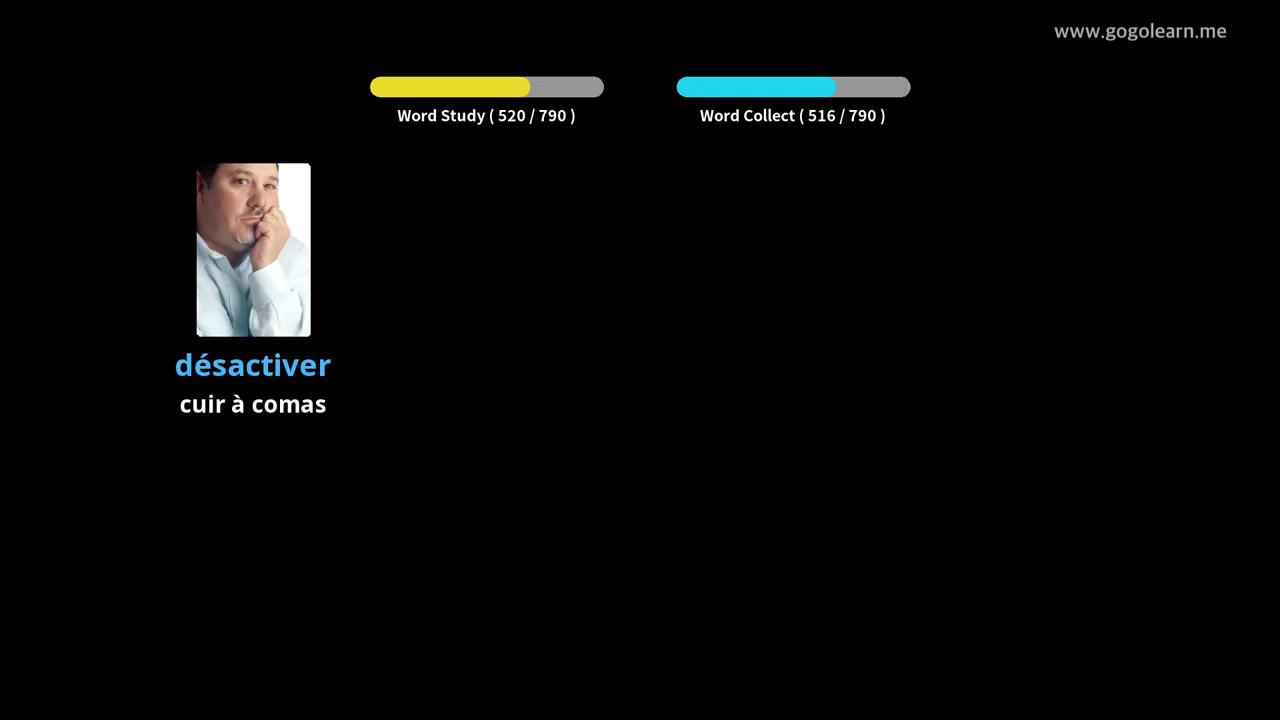 www.gogolearn.me
Word Study ( 520 / 790 )
Word Collect ( 516 / 790 )
désactiver
cuir à comas